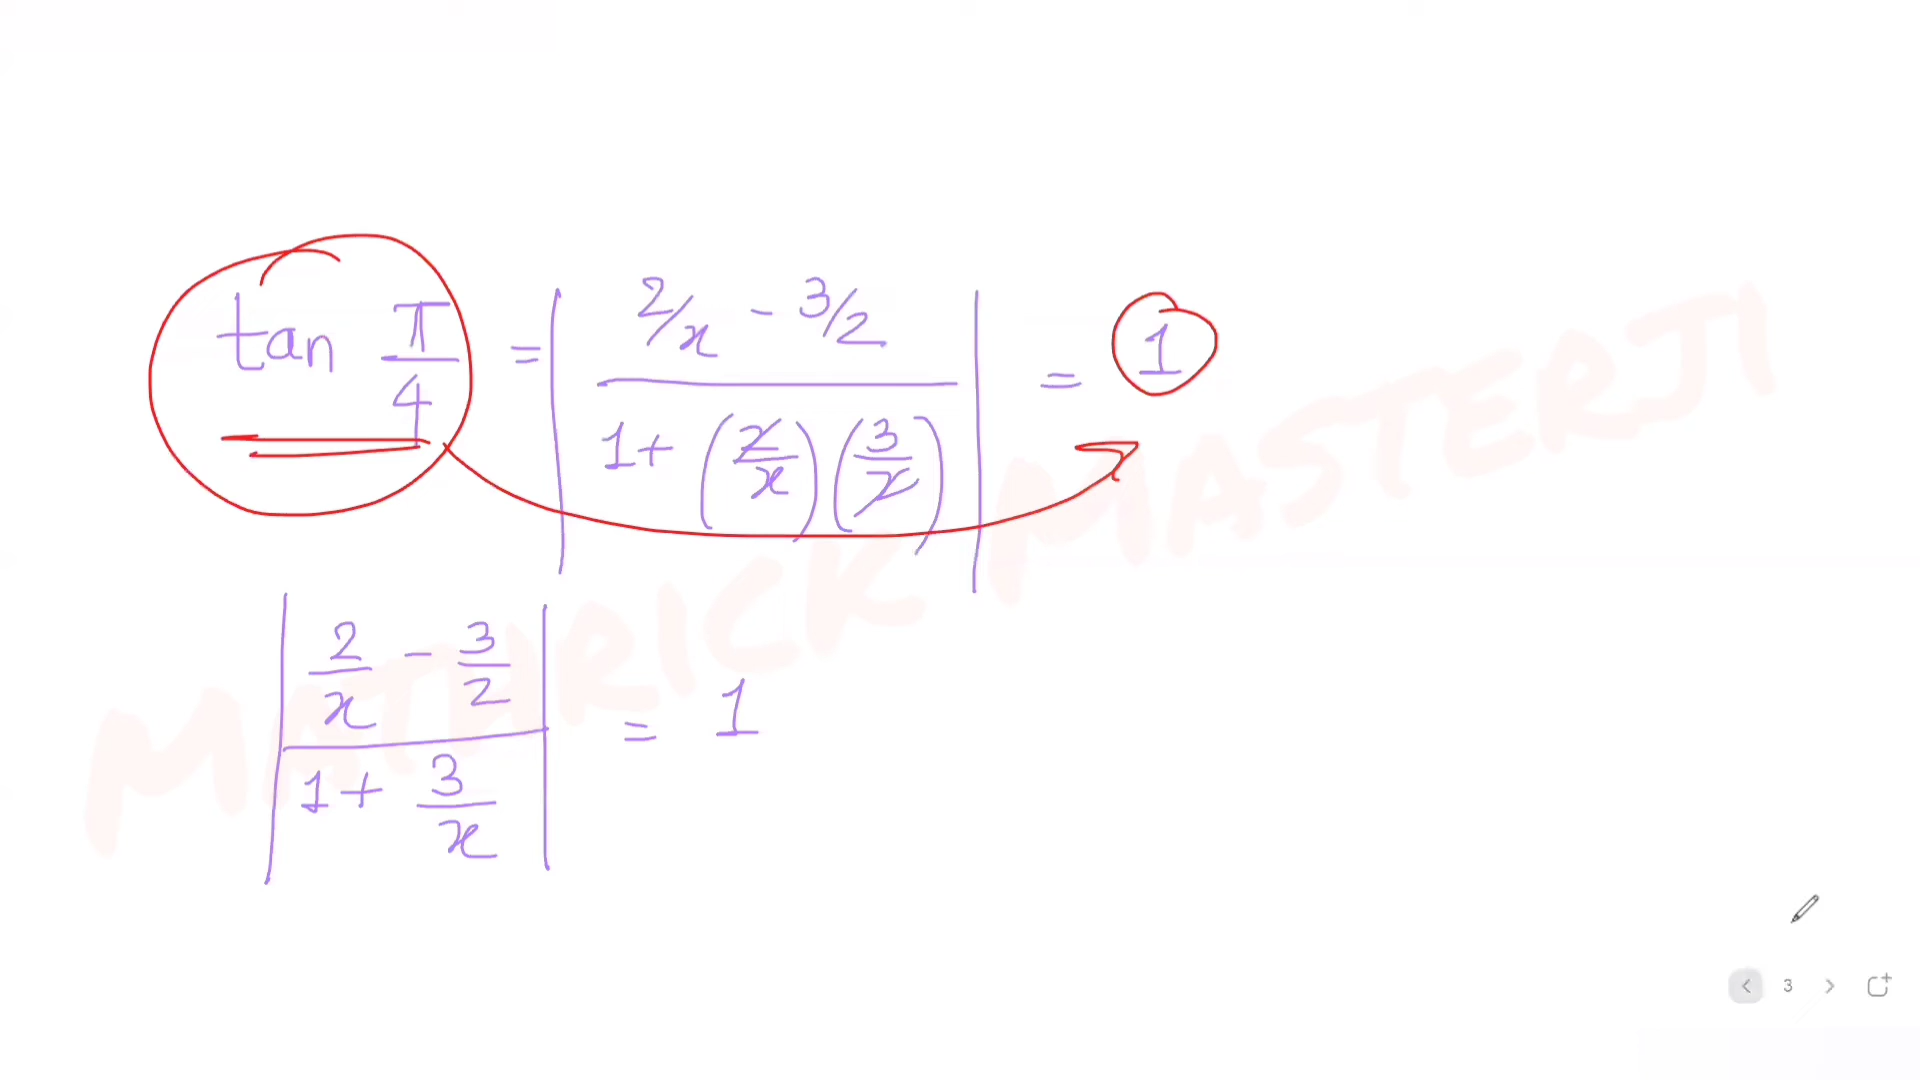 tan π/4 = | (2/x - 3/2) / (1 + (2/x)(3/2)) | = 1
| (2/x - 3/2) / (1 + 3/x) | = 1
MATHRICK MASTERJI
3